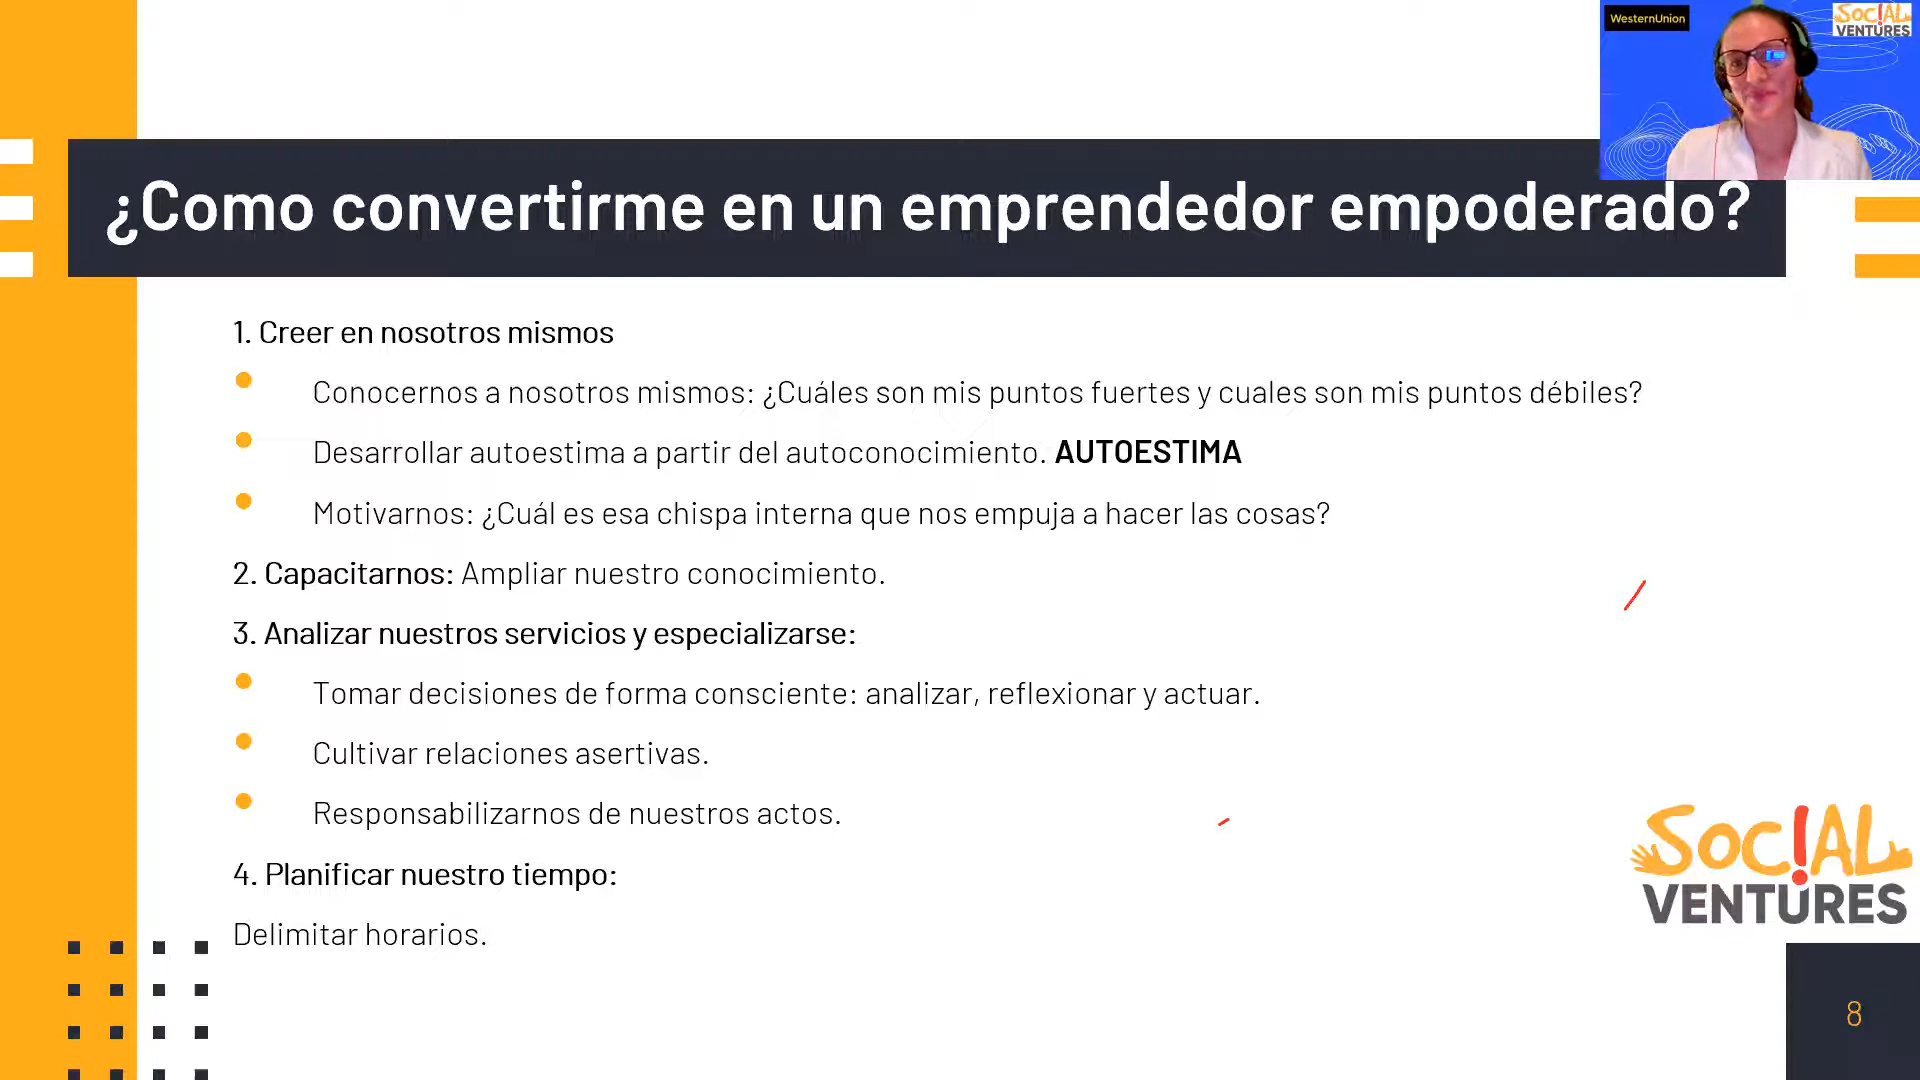 WesternUnion
SOC!AL
VENTURES
¿Como convertirme en un emprendedor empoderado?
1. Creer en nosotros mismos
Conocernos a nosotros mismos: ¿Cuáles son mis puntos fuertes y cuales son mis puntos débiles?
Desarrollar autoestima a partir del autoconocimiento. AUTOESTIMA
Motivarnos: ¿Cuál es esa chispa interna que nos empuja a hacer las cosas?
2. Capacitarnos: Ampliar nuestro conocimiento.
3. Analizar nuestros servicios y especializarse:
Tomar decisiones de forma consciente: analizar, reflexionar y actuar.
Cultivar relaciones asertivas.
Responsabilizarnos de nuestros actos.
4. Planificar nuestro tiempo:
Delimitar horarios.
SOC!AL
VENTURES
8